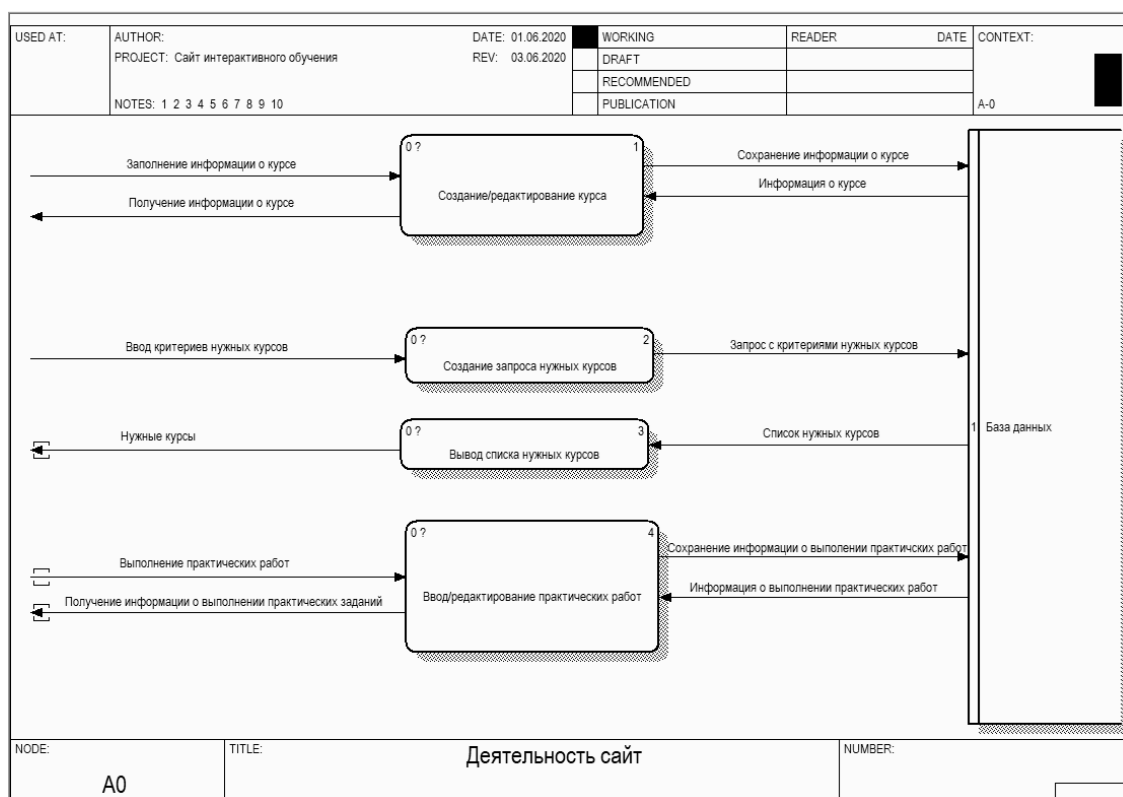 USED AT:
AUTHOR:
DATE: 01.06.2020
WORKING
READER
DATE
CONTEXT:
PROJECT: Сайт интерактивного обучения
REV: 03.06.2020
DRAFT
RECOMMENDED
NOTES: 1 2 3 4 5 6 7 8 9 10
PUBLICATION
A-0
0 ?
1
Заполнение информации о курсе
Сохранение информации о курсе
Создание/редактирование курса
Информация о курсе
Получение информации о курсе
0 ?
2
Ввод критериев нужных курсов
Запрос с критериями нужных курсов
Создание запроса нужных курсов
0 ?
3
Нужные курсы
Список нужных курсов
1
База данных
Вывод списка нужных курсов
0 ?
4
Сохранение информации о выполении практичских работ
Выполнение практических работ
Информация о выполнении практических работ
Ввод/редактирование практических работ
Получение информации о выполнении практических заданий
NODE:
TITLE:
NUMBER:
Деятельность сайт
A0